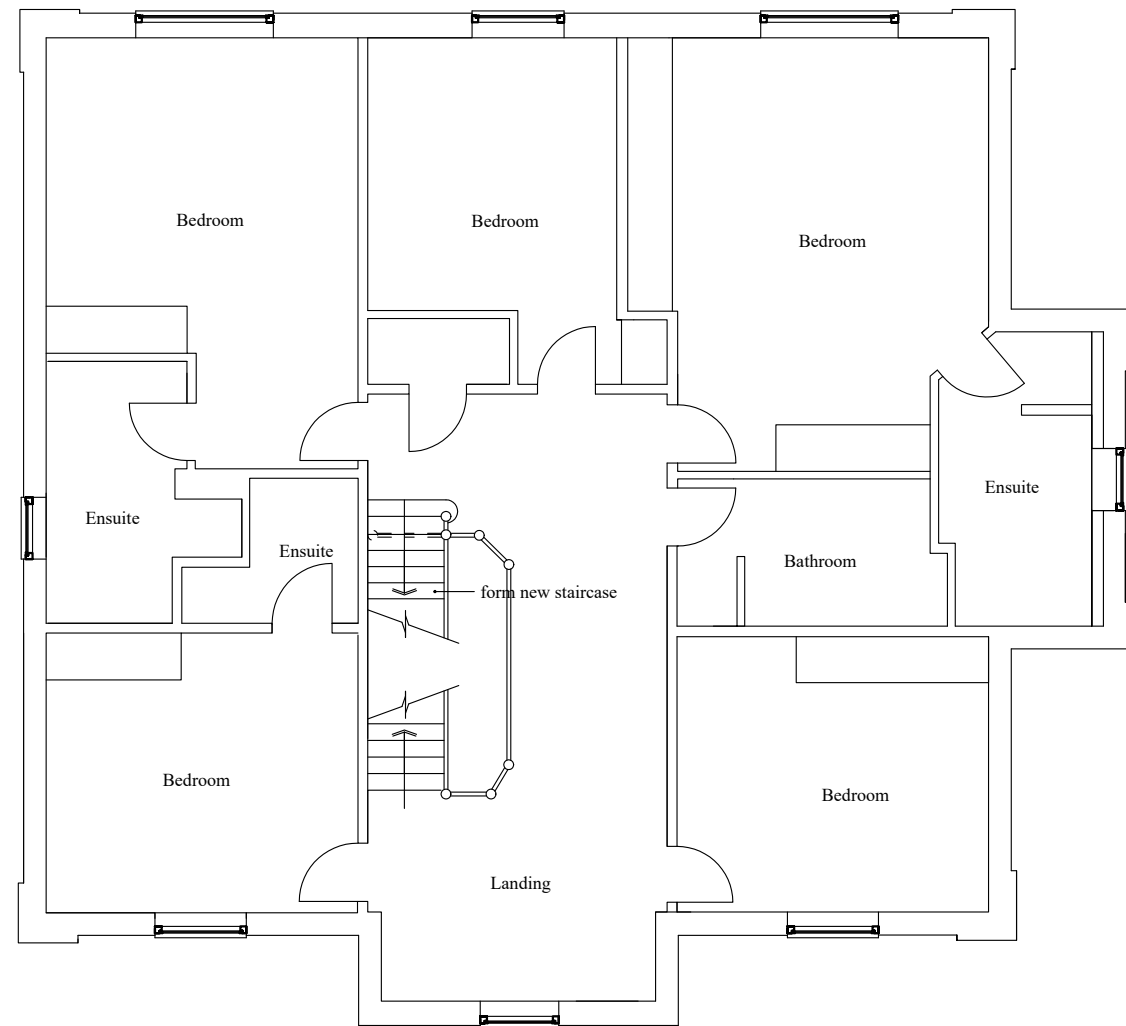 Bedroom
Bedroom
Bedroom
Ensuite
Ensuite
Ensuite
Bathroom
form new staircase
Bedroom
Bedroom
Landing